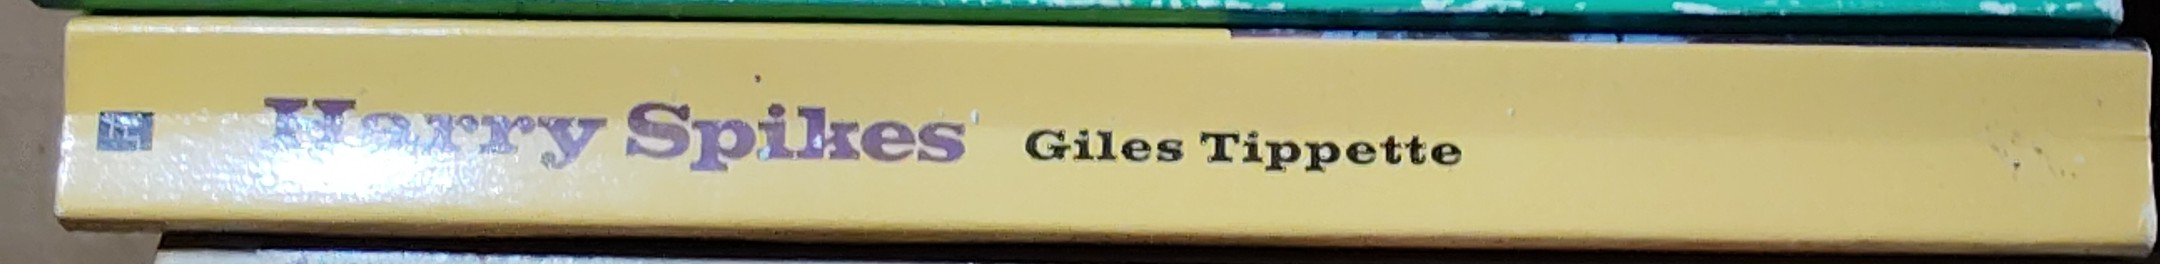 Harry Spikes Giles Tippette